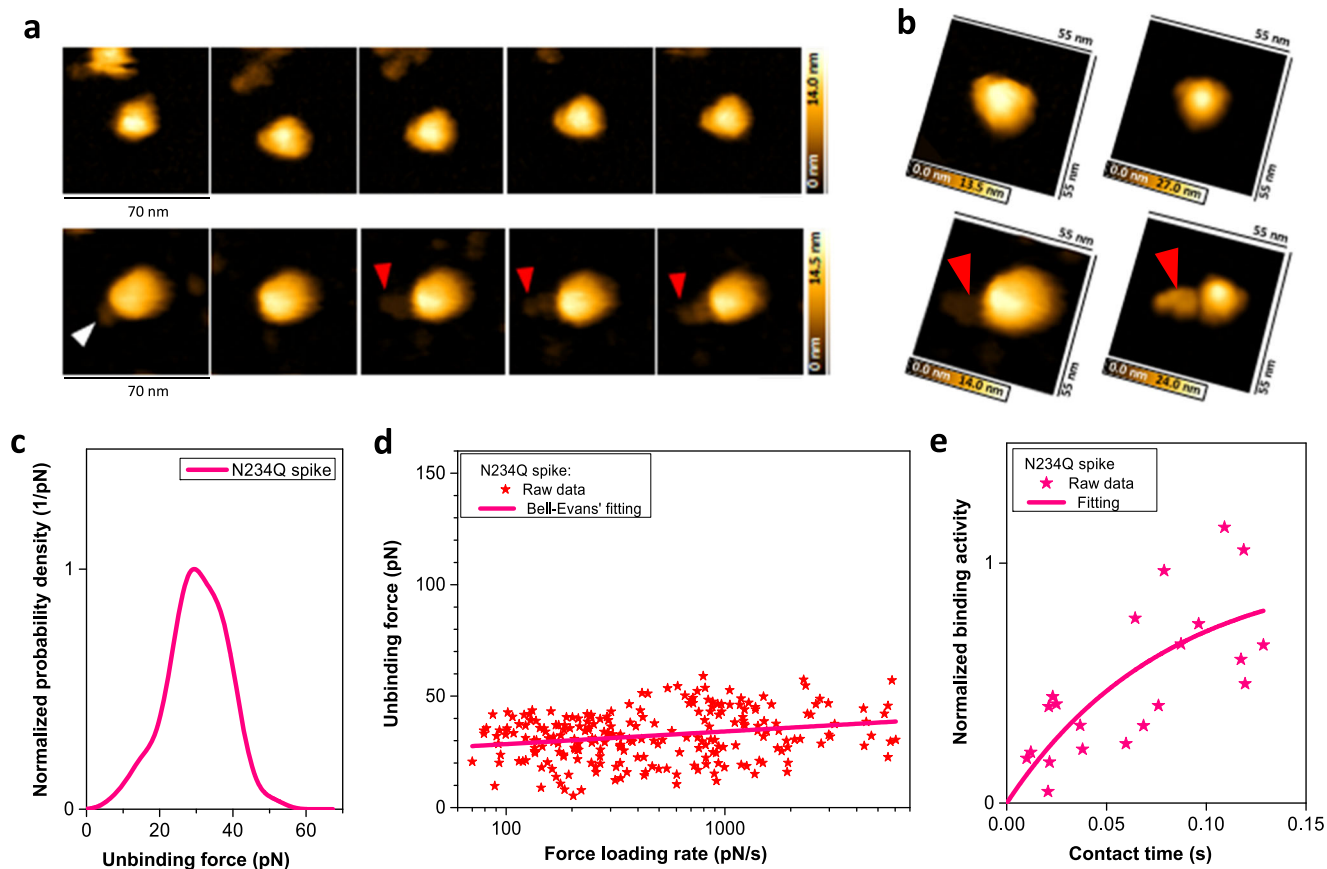 a
14.0 nm
0 nm
70 nm
14.5 nm
0 nm
70 nm
b
55 nm
55 nm
0.0 nm 13.5 nm
55 nm
55 nm
0.0 nm 27.0 nm
55 nm
55 nm
0.0 nm 14.0 nm
55 nm
55 nm
0.0 nm 24.0 nm
c
Normalized probability density (1/pN)
N234Q spike
1
0
0 20 40 60
Unbinding force (pN)
d
Unbinding force (pN)
N234Q spike:
Raw data
Bell-Evans' fitting
150
100
50
0
100 1000
Force loading rate (pN/s)
e
Normalized binding activity
N234Q spike
Raw data
Fitting
1
0
0.00 0.05 0.10 0.15
Contact time (s)